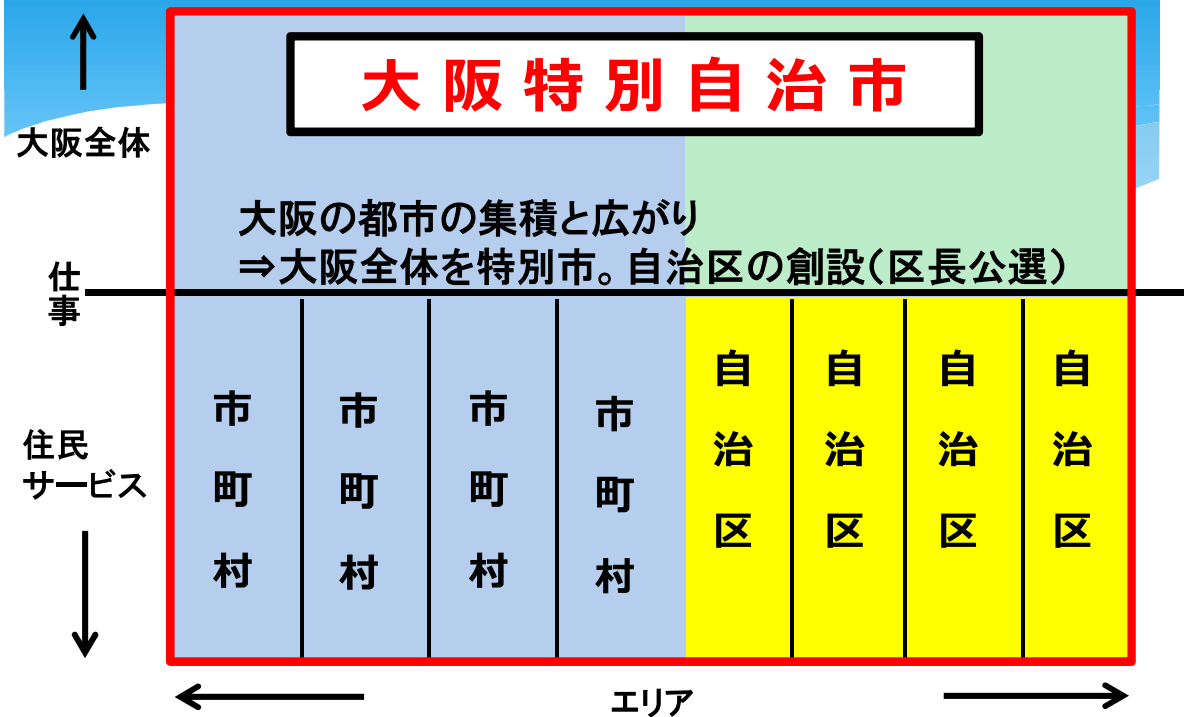 大阪特別自治市
大阪全体
大阪の都市の集積と広がり
⇒大阪全体を特別市。自治区の創設(区長公選)
仕事
住民
サービス
市町村
市町村
市町村
市町村
自治区
自治区
自治区
自治区
エリア